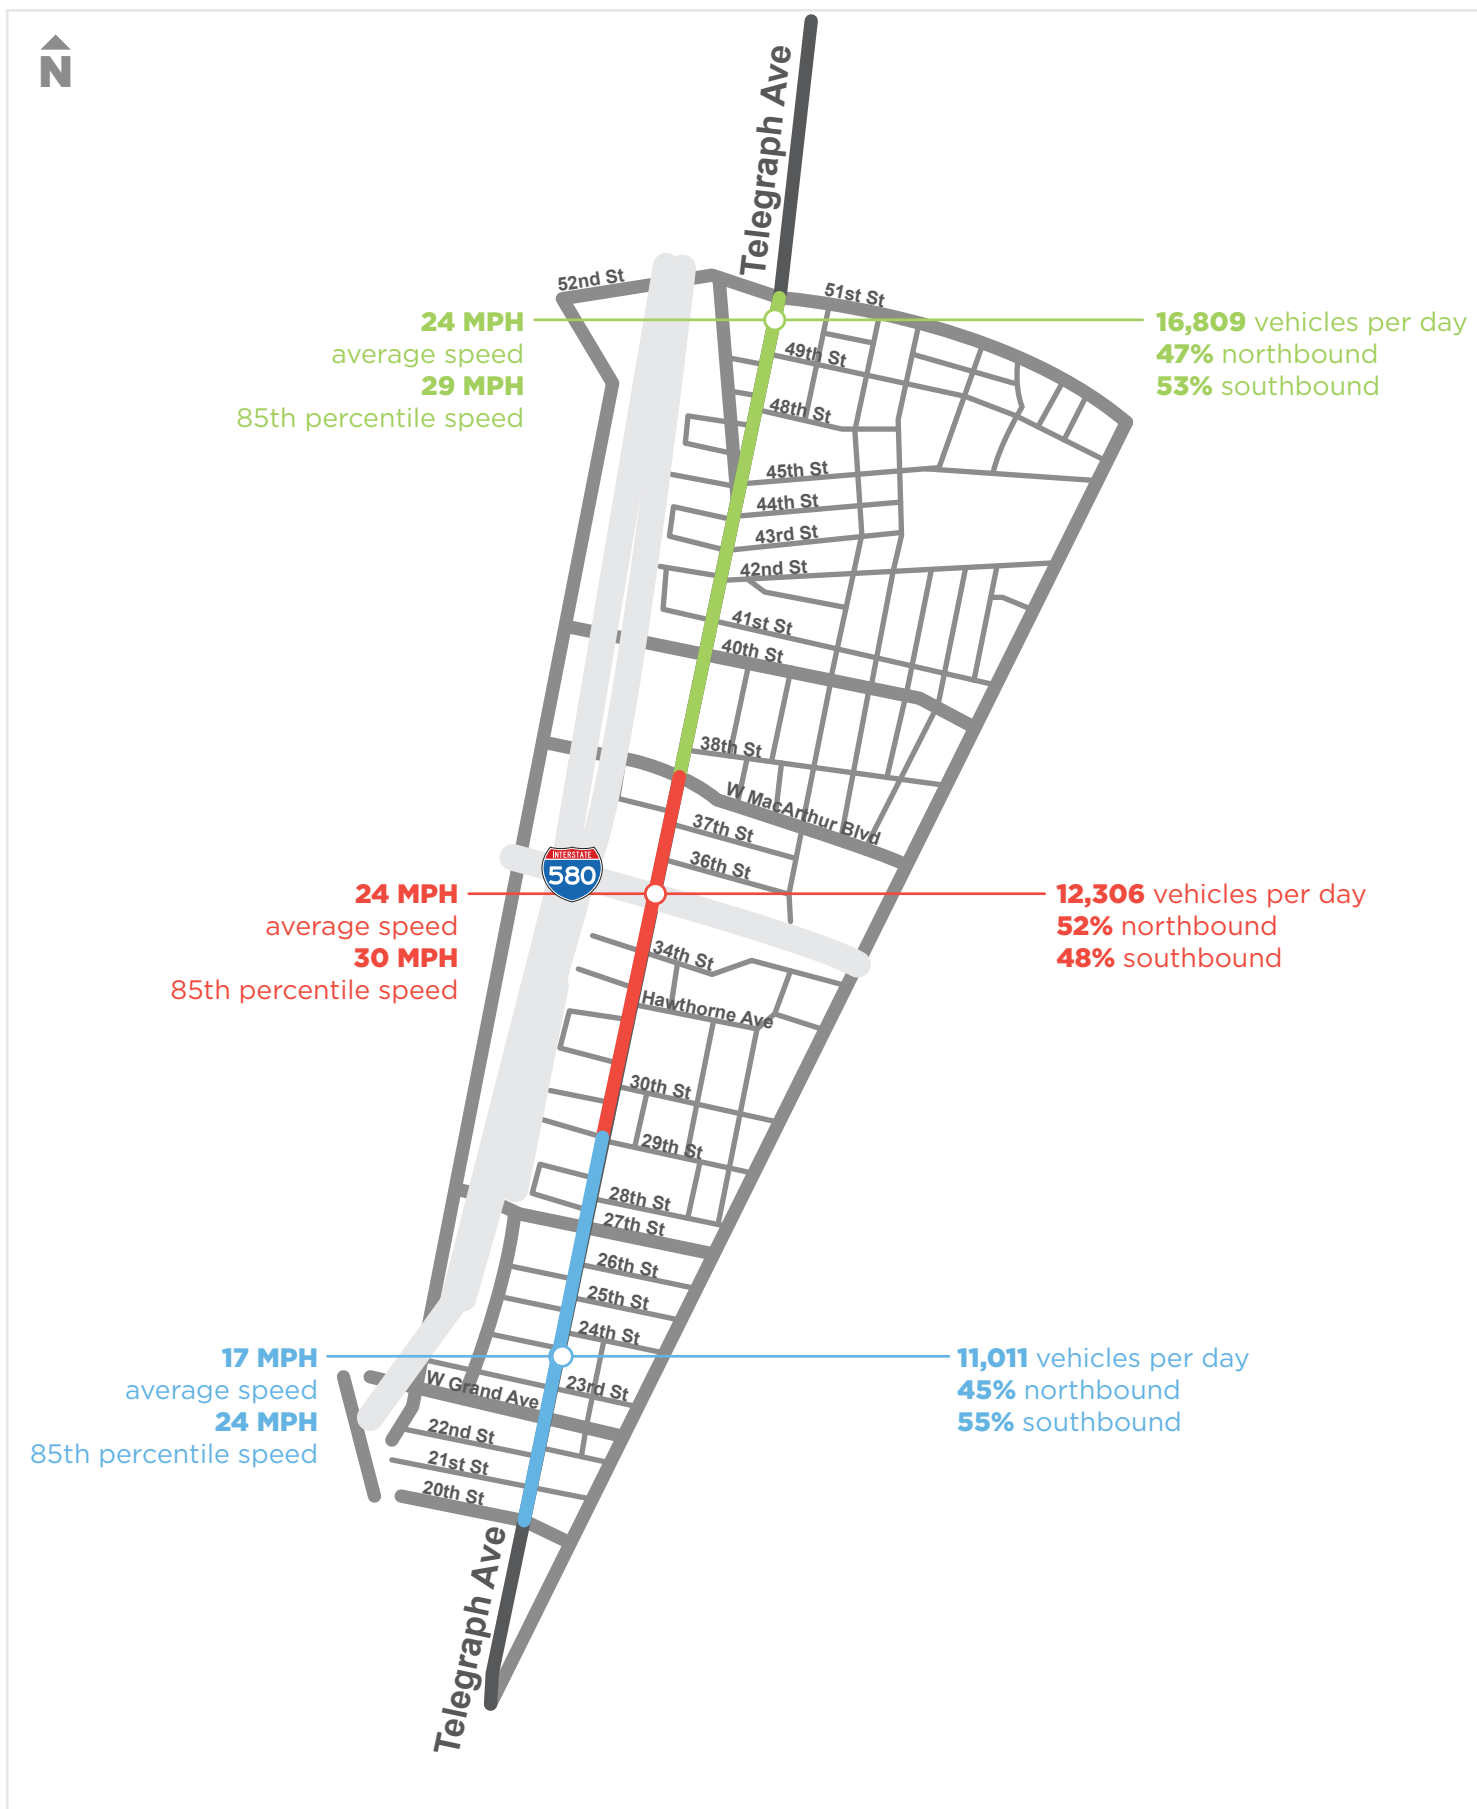 N
Telegraph Ave
52nd St
51st St
24 MPH
average speed
29 MPH
85th percentile speed
16,809 vehicles per day
47% northbound
53% southbound
49th St
48th St
45th St
44th St
43rd St
42nd St
41st St
40th St
38th St
W MacArthur Blvd
37th St
36th St
INTERSTATE
580
24 MPH
average speed
30 MPH
85th percentile speed
12,306 vehicles per day
52% northbound
48% southbound
34th St
Hawthorne Ave
30th St
29th St
28th St
27th St
26th St
25th St
24th St
17 MPH
average speed
24 MPH
85th percentile speed
11,011 vehicles per day
45% northbound
55% southbound
23rd St
W Grand Ave
22nd St
21st St
20th St
Telegraph Ave